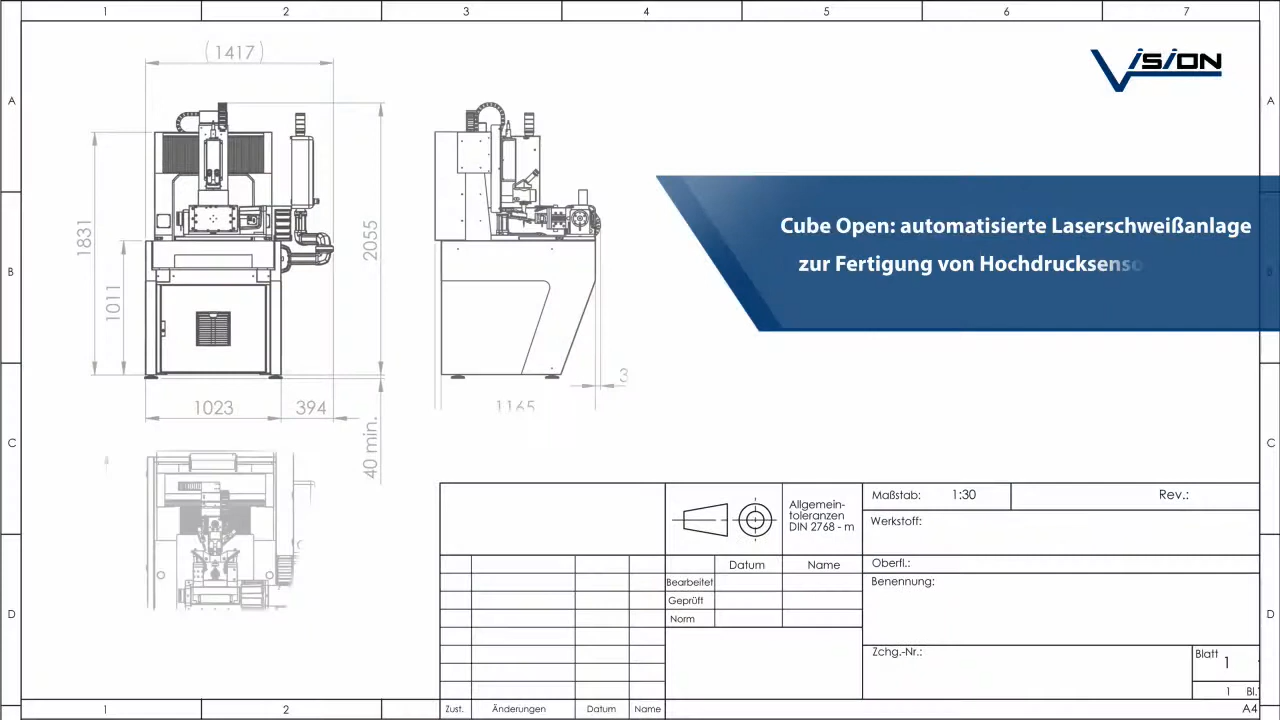 1 2 3 4 5 6 7
( 1417 )
VISION
A A
1831
2055
Cube Open: automatisierte Laserschweißanlage
zur Fertigung von Hochdrucksenso
B B
1011
3
1023 394
1165
40 min.
C C
Allgemein-
toleranzen
DIN 2768 - m
Maßstab: 1:30 Rev.:
Werkstoff:
Datum Name
Oberfl.:
Bearbeitet
Benennung:
Geprüft
Norm
D D
Zchg.-Nr.:
Blatt 1
1 Bl.
1 2
Zust. Änderungen Datum Name
A4